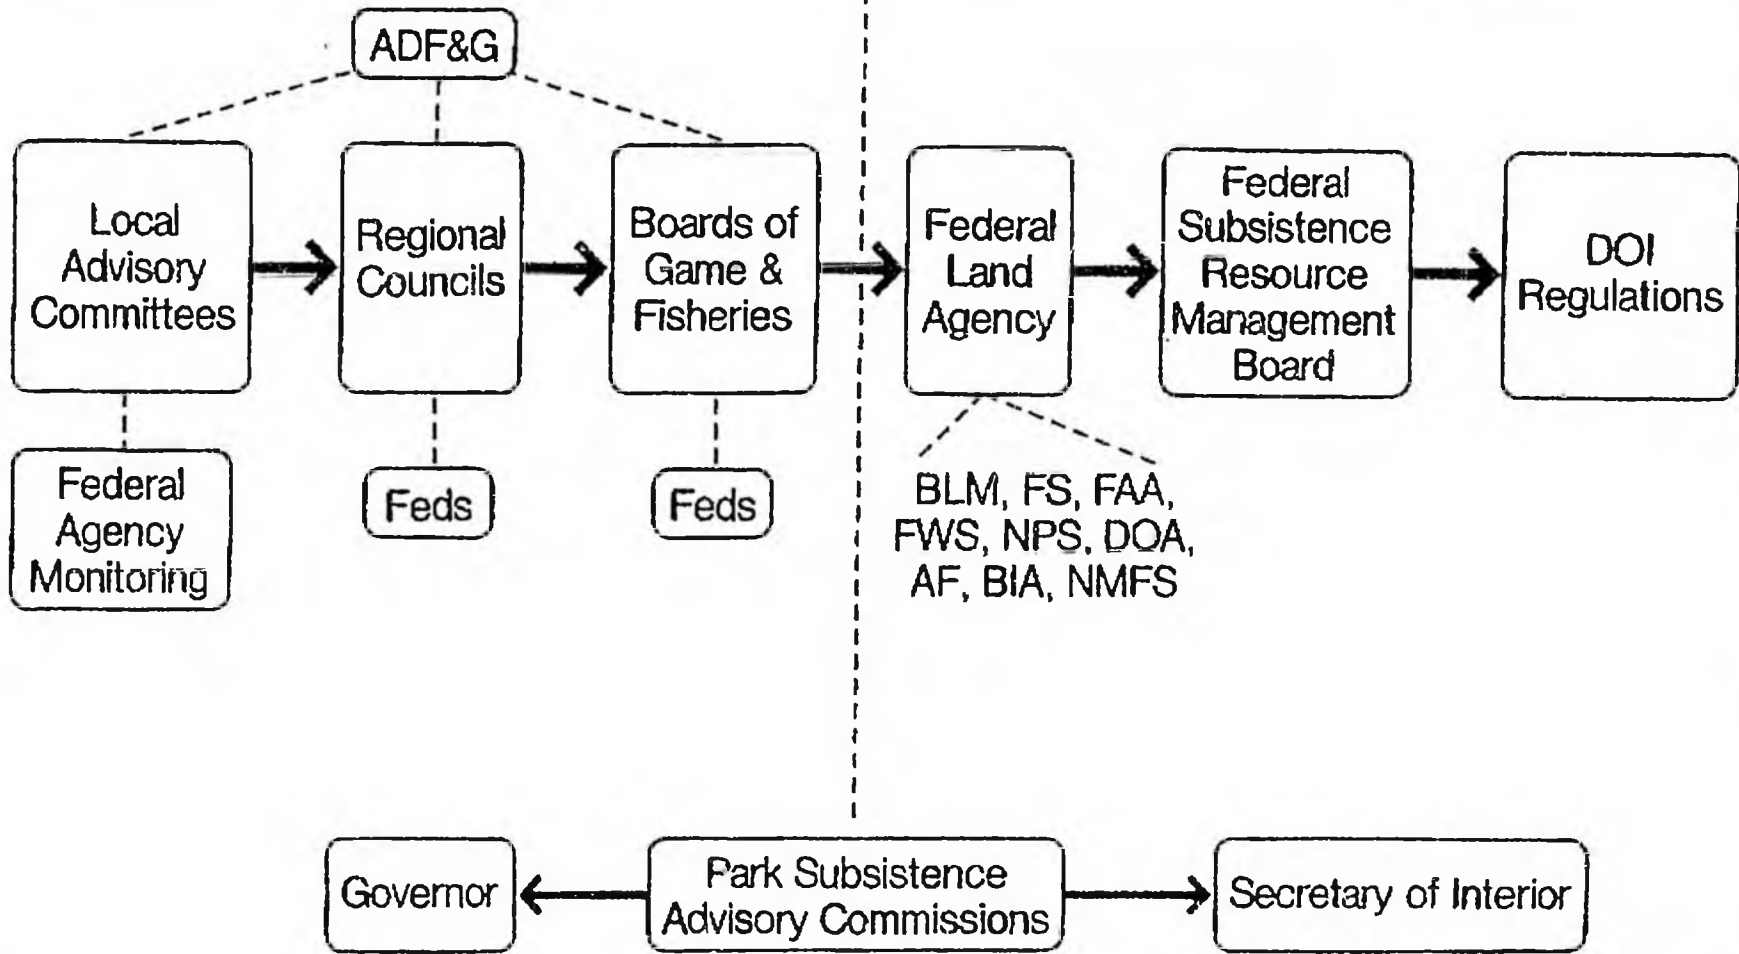 ADF&G
Local
Advisory
Committees
Regional
Councils
Boards of
Game &
Fisheries
Federal
Land
Agency
Federal
Subsistence
Resource
Management
Board
DOI
Regulations
Federal
Agency
Monitoring
Feds
Feds
BLM, FS, FAA,
FWS, NPS, DOA,
AF, BIA, NMFS
Governor
Park Subsistence
Advisory Commissions
Secretary of Interior